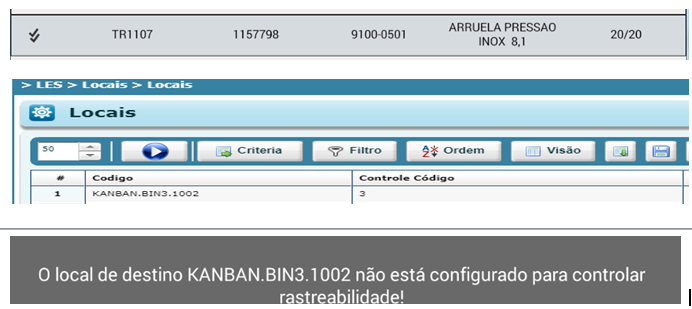 TR1107 1157798 9100-0501 ARRUELA PRESSAO 20/20
INOX 8,1
> LES > Locais > Locais
Locais
50 Criteria Filtro Ordem Visão
# Codigo Controle Código
1 KANBAN.BIN3.1002 3
O local de destino KANBAN.BIN3.1002 não está configurado para controlar
rastreabilidade!